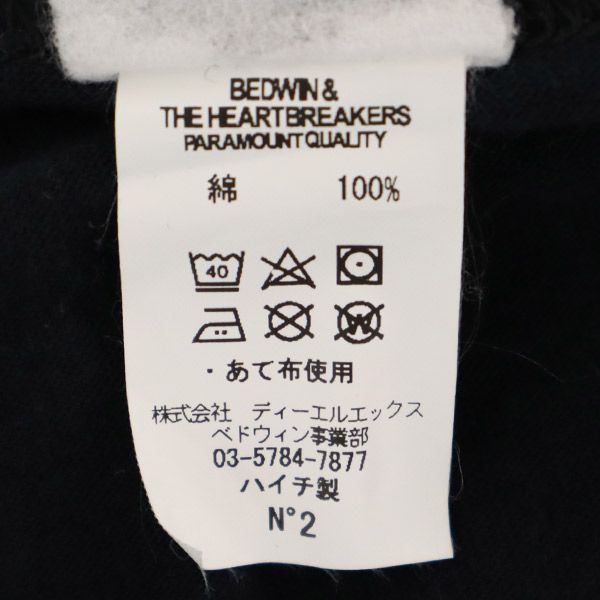 BEDWIN &
THE HEARTBREAKERS
PARAMOUNT QUALITY
綿 100%
40
W
・あて布使用
株式会社 ディーエルエックス
ベドウィン事業部
03-5784-7877
ハイチ製
N°2